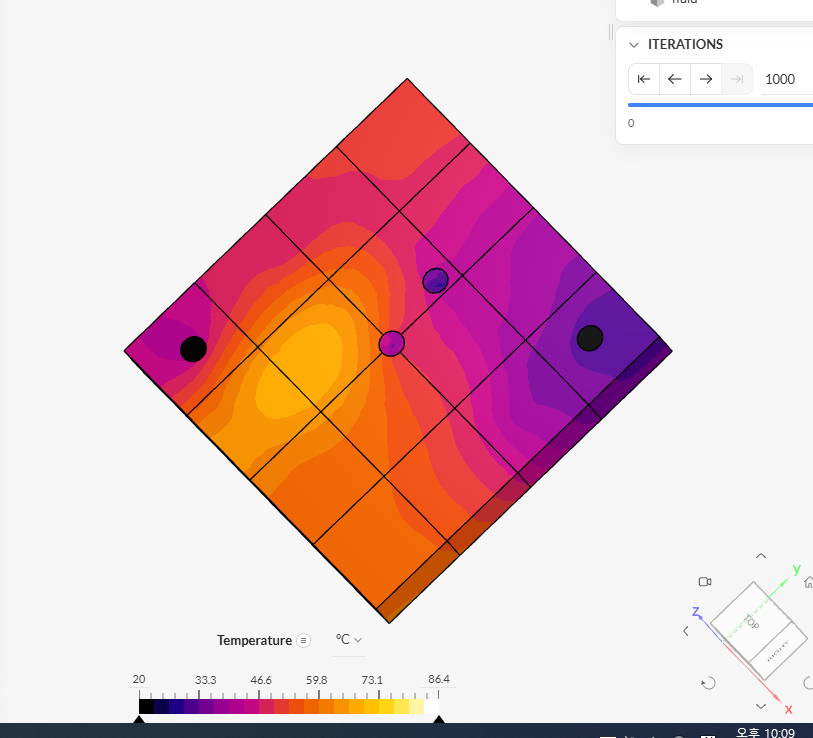 fluid
ITERATIONS
1000
0
Temperature
°C
20 33.3 46.6 59.8 73.1 86.4
y
Z
TOP
RIGHT
x
오후 10:09